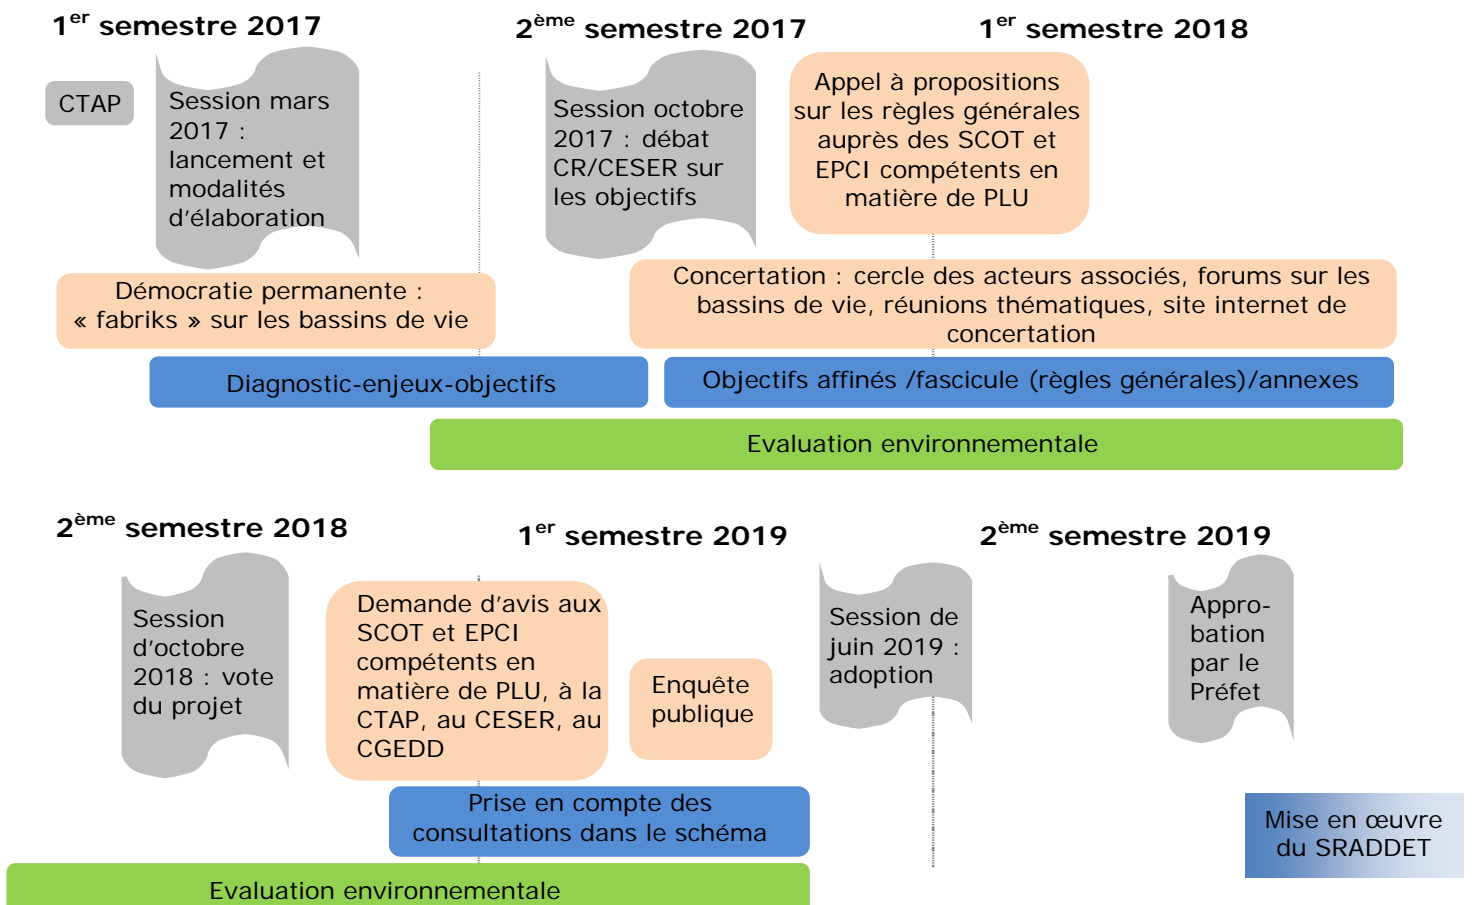 1er semestre 2017
2ème semestre 2017
1er semestre 2018
CTAP
Session mars
2017 :
lancement et
modalités
d'élaboration
Session octobre
2017 : débat
CR/CESER sur
les objectifs
Appel à propositions
sur les règles générales
auprès des SCOT et
EPCI compétents en
matière de PLU
Démocratie permanente :
« fabriks » sur les bassins de vie
Concertation : cercle des acteurs associés, forums sur les
bassins de vie, réunions thématiques, site internet de
concertation
Diagnostic-enjeux-objectifs
Objectifs affinés /fascicule (règles générales)/annexes
Evaluation environnementale
2ème semestre 2018
1er semestre 2019
2ème semestre 2019
Session
d'octobre
2018 : vote
du projet
Demande d'avis aux
SCOT et EPCI
compétents en
matière de PLU, à la
CTAP, au CESER, au
CGEDD
Enquête
publique
Session de
juin 2019 :
adoption
Appro-
bation
par le
Préfet
Prise en compte des
consultations dans le schéma
Mise en œuvre
du SRADDET
Evaluation environnementale